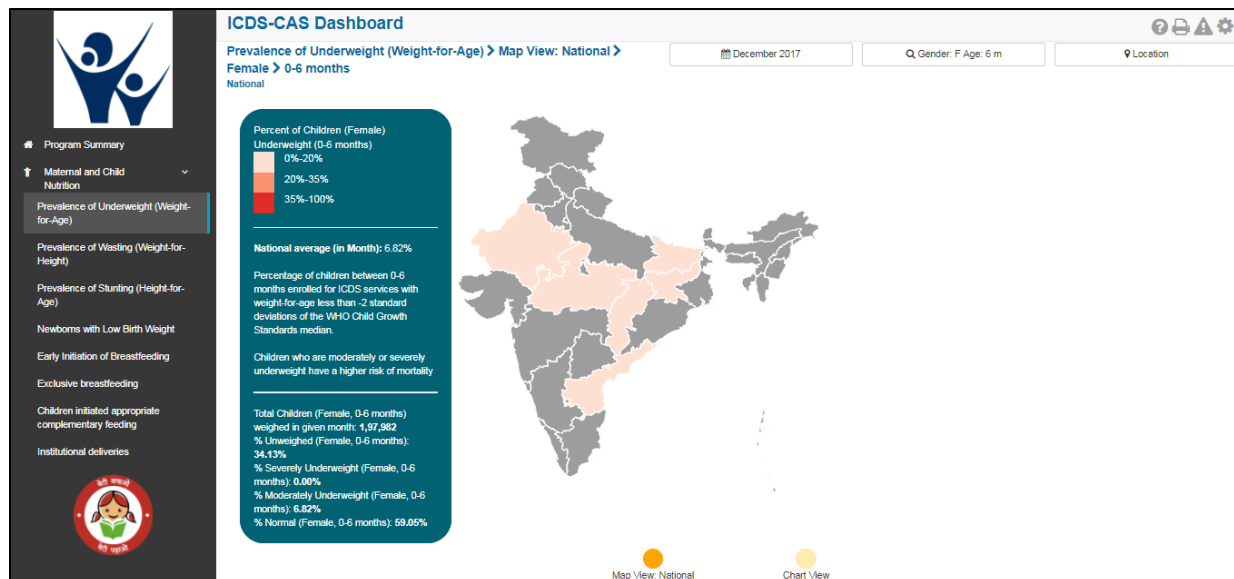 ICDS-CAS Dashboard
Prevalence of Underweight (Weight-for-Age) > Map View: National >
Female > 0-6 months
National
December 2017
Gender: F Age: 6 m
Location
Program Summary
Maternal and Child
Nutrition
Prevalence of Underweight (Weight-
for-Age)
Prevalence of Wasting (Weight-for-
Height)
Prevalence of Stunting (Height-for-
Age)
Newborns with Low Birth Weight
Early Initiation of Breastfeeding
Exclusive breastfeeding
Children initiated appropriate
complementary feeding
Institutional deliveries
बेटी बचाओ
बेटी पढ़ाओ
Percent of Children (Female)
Underweight (0-6 months)
0%-20%
20%-35%
35%-100%
National average (in Month): 6.82%
Percentage of children between 0-6
months enrolled for ICDS services with
weight-for-age less than -2 standard
deviations of the WHO Child Growth
Standards median.
Children who are moderately or severely
underweight have a higher risk of mortality
Total Children (Female, 0-6 months)
weighed in given month: 1,97,982
% Unweighed (Female, 0-6 months):
34.13%
% Severely Underweight (Female, 0-6
months): 0.00%
% Moderately Underweight (Female, 0-6
months): 6.82%
% Normal (Female, 0-6 months): 59.05%
Map View: National
Chart View